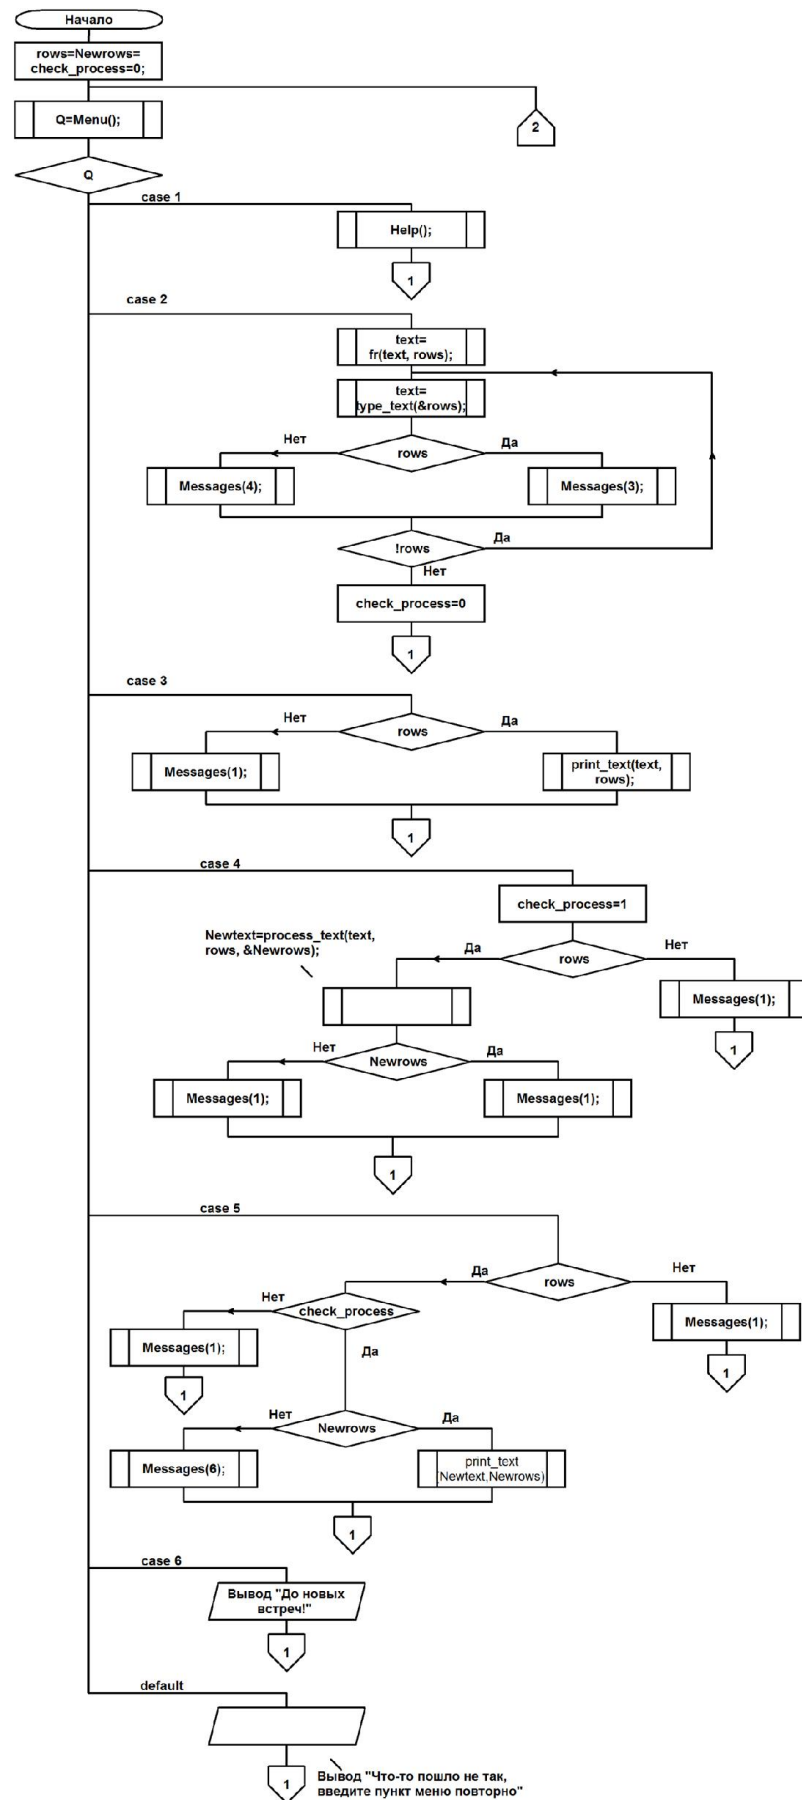 Начало
rows=Newrows=
check_process=0;
Q=Menu();
2
Q
case 1
Help();
1
case 2
text=
fr(text, rows);
text=
type_text(&rows);
Нет
rows
Да
Messages(4);
Messages(3);
!rows
Да
Нет
check_process=0
1
case 3
Нет
rows
Да
Messages(1);
print_text(text,
rows);
1
case 4
check_process=1
Newtext=process_text(text,
rows, &Newrows);
Да
rows
Нет
Messages(1);
1
Нет
Newrows
Да
Messages(1);
Messages(1);
1
case 5
Да
rows
Нет
Нет
check_process
Messages(1);
1
Messages(1);
Да
1
Нет
Newrows
Да
Messages(6);
print_text
(Newtext,Newrows)
1
case 6
Вывод "До новых
встреч!"
1
default
1
Вывод "Что-то пошло не так,
введите пункт меню повторно"